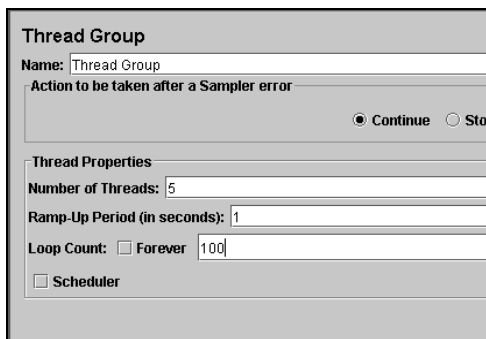 Thread Group
Name: Thread Group
Action to be taken after a Sampler error
Continue Sto
Thread Properties
Number of Threads: 5
Ramp-Up Period (in seconds): 1
Loop Count: Forever 100
Scheduler